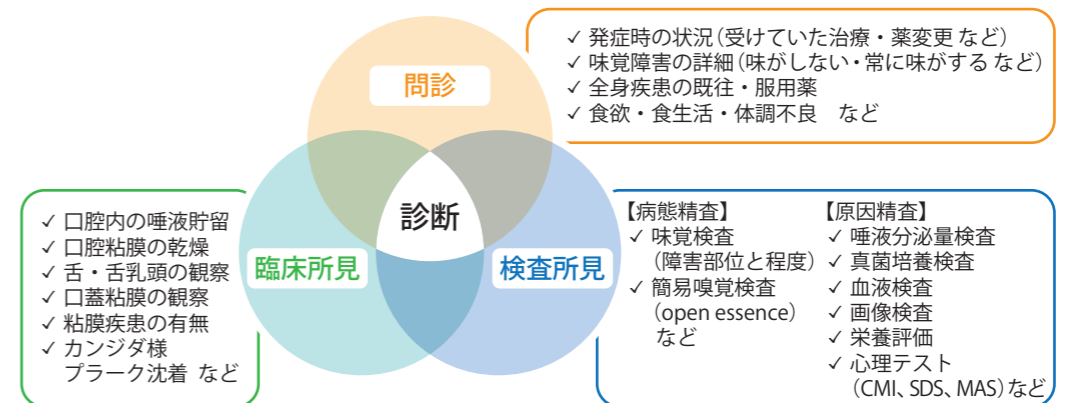 問診
✓ 発症時の状況（受けていた治療・薬変更 など）
✓ 味覚障害の詳細（味がしない・常に味がする など）
✓ 全身疾患の既往・服用薬
✓ 食欲・食生活・体調不良　など
診断
臨床所見
✓ 口腔内の唾液貯留
✓ 口腔粘膜の乾燥
✓ 舌・舌乳頭の観察
✓ 口蓋粘膜の観察
✓ 粘膜疾患の有無
✓ カンジダ様
プラーク沈着 など
検査所見
【病態精査】
✓ 味覚検査
（障害部位と程度）
✓ 簡易嗅覚検査
（open essence）
など
【原因精査】
✓ 唾液分泌量検査
✓ 真菌培養検査
✓ 血液検査
✓ 画像検査
✓ 栄養評価
✓ 心理テスト
（CMI、SDS、MAS）など